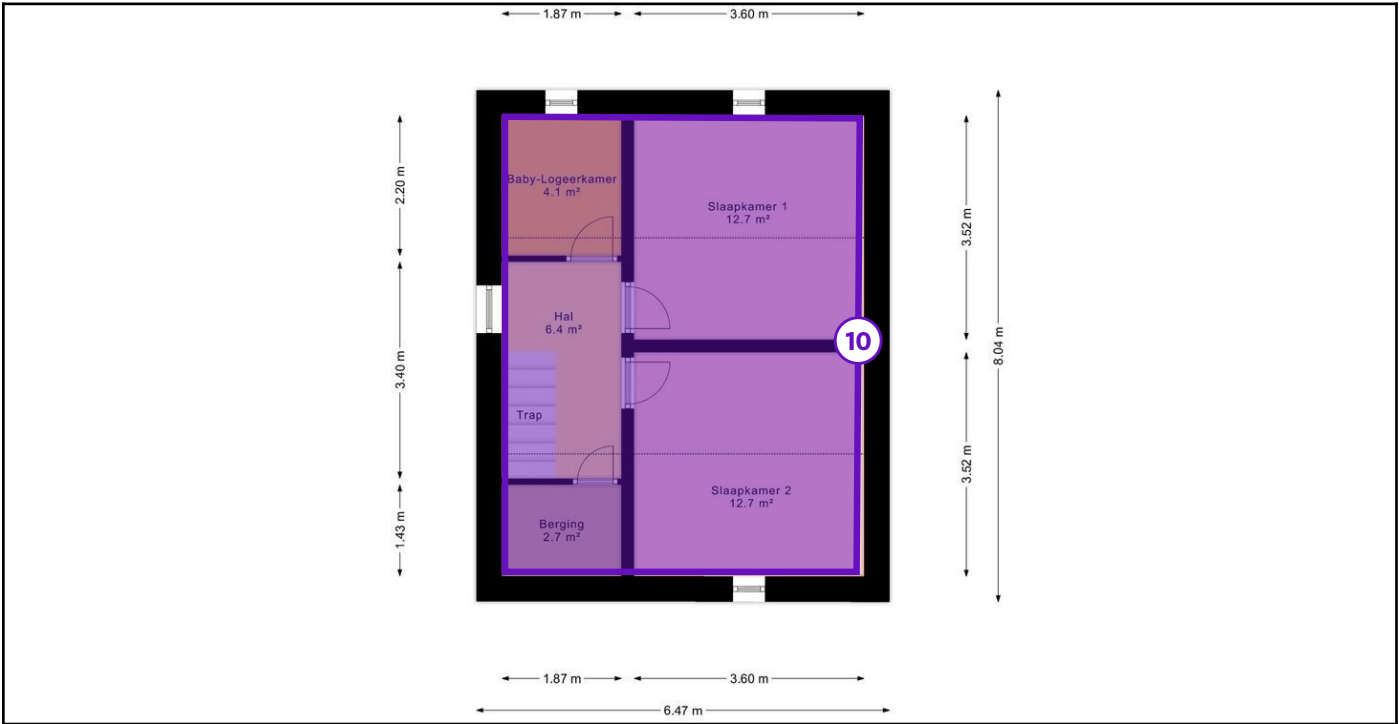 1.87 m
3.60 m
2.20 m
Baby-Logeerkamer
4.1 m²
Slaapkamer 1
12.7 m²
3.52 m
Hal
6.4 m²
10
8.04 m
3.40 m
Trap
3.52 m
Slaapkamer 2
12.7 m²
1.43 m
Berging
2.7 m²
1.87 m
3.60 m
6.47 m